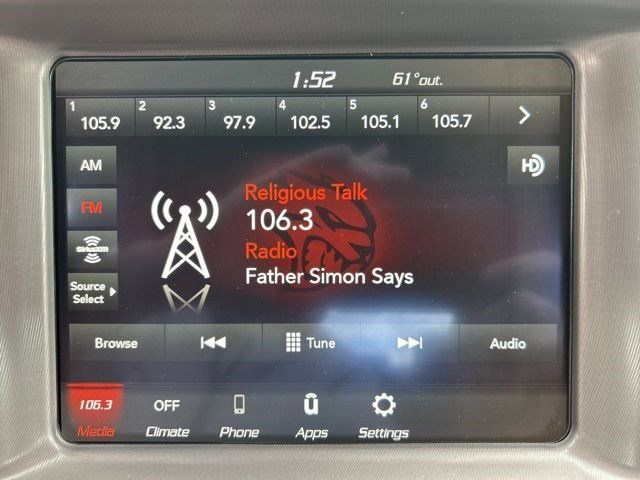 1:52 61°out.
1 2 3 4 5 6
105.9 92.3 97.9 102.5 105.1 105.7
AM
HD
Religious Talk
FM
106.3
Radio
SiriusXM
Father Simon Says
Source
Select
Browse Tune Audio
106.3 OFF
Media Climate Phone Apps Settings